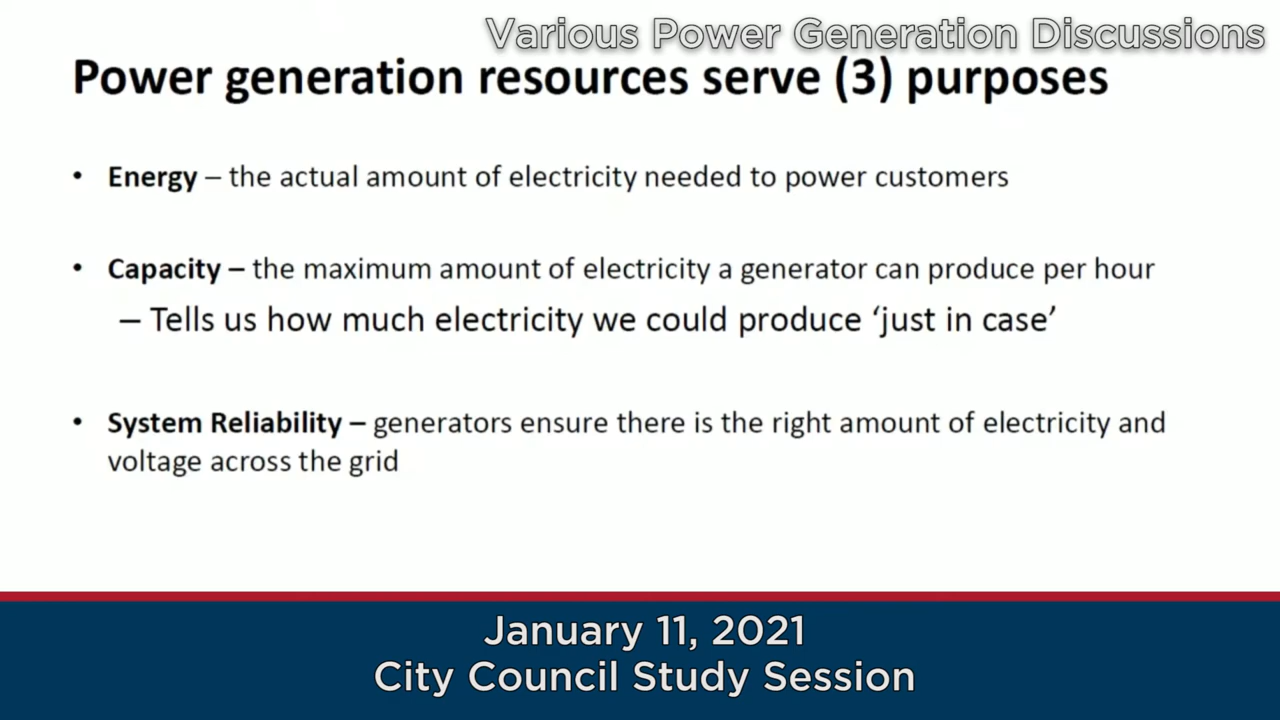 Various Power Generation Discussions
Power generation resources serve (3) purposes
• Energy – the actual amount of electricity needed to power customers
• Capacity – the maximum amount of electricity a generator can produce per hour
– Tells us how much electricity we could produce ‘just in case’
• System Reliability – generators ensure there is the right amount of electricity and
voltage across the grid
January 11, 2021
City Council Study Session